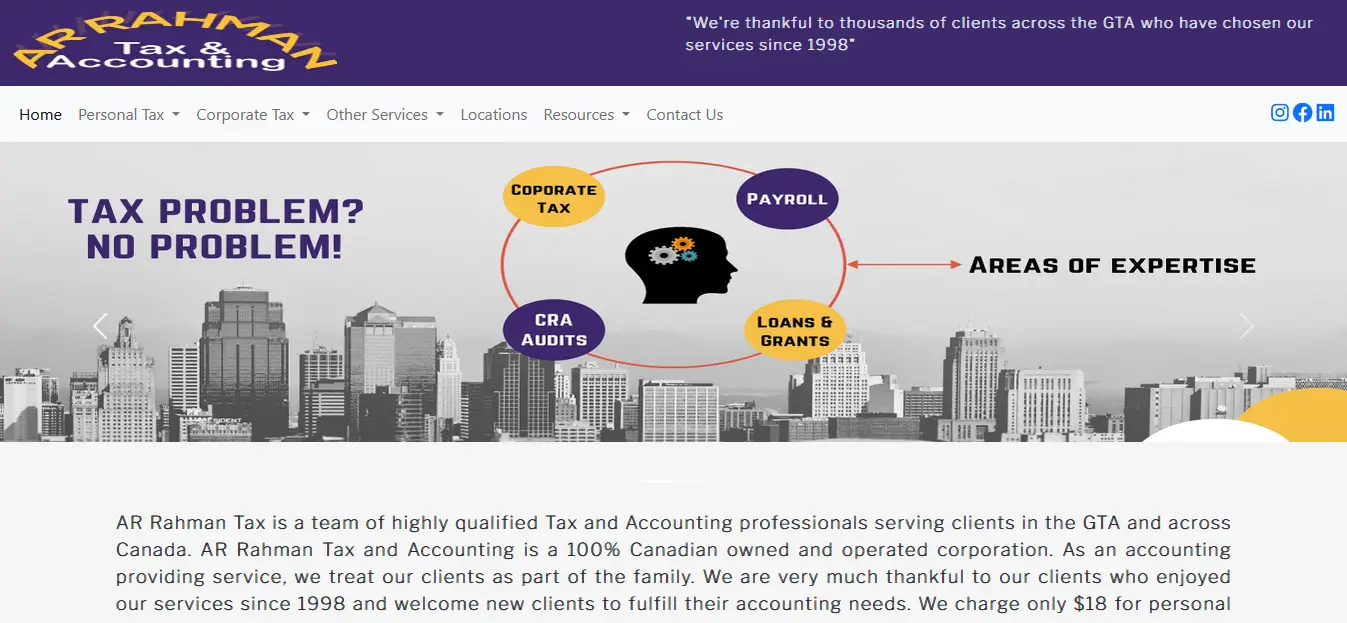 AR RAHMAN
Tax &
Accounting
"We're thankful to thousands of clients across the GTA who have chosen our
services since 1998"
Home Personal Tax Corporate Tax Other Services Locations Resources Contact Us
TAX PROBLEM?
NO PROBLEM!
COPORATE
TAX
PAYROLL
AREAS OF EXPERTISE
CRA
AUDITS
LOANS &
GRANTS
PRESIDENT
AR Rahman Tax is a team of highly qualified Tax and Accounting professionals serving clients in the GTA and across
Canada. AR Rahman Tax and Accounting is a 100% Canadian owned and operated corporation. As an accounting
providing service, we treat our clients as part of the family. We are very much thankful to our clients who enjoyed
our services since 1998 and welcome new clients to fulfill their accounting needs. We charge only $18 for personal